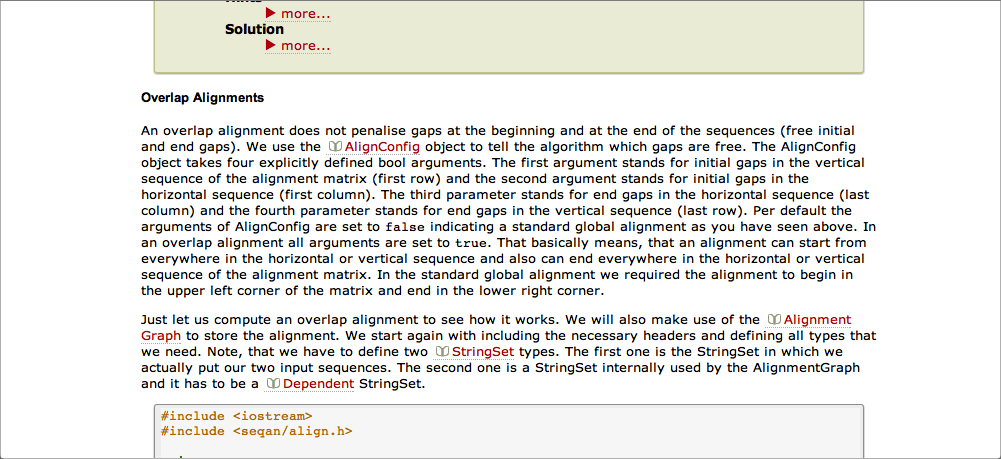 ▶ more...
Solution
▶ more...
Overlap Alignments
An overlap alignment does not penalise gaps at the beginning and at the end of the sequences (free initial
and end gaps). We use the AlignConfig object to tell the algorithm which gaps are free. The AlignConfig
object takes four explicitly defined bool arguments. The first argument stands for initial gaps in the vertical
sequence of the alignment matrix (first row) and the second argument stands for initial gaps in the
horizontal sequence (first column). The third parameter stands for end gaps in the horizontal sequence (last
column) and the fourth parameter stands for end gaps in the vertical sequence (last row). Per default the
arguments of AlignConfig are set to false indicating a standard global alignment as you have seen above. In
an overlap alignment all arguments are set to true. That basically means, that an alignment can start from
everywhere in the horizontal or vertical sequence and also can end everywhere in the horizontal or vertical
sequence of the alignment matrix. In the standard global alignment we required the alignment to begin in
the upper left corner of the matrix and end in the lower right corner.
Just let us compute an overlap alignment to see how it works. We will also make use of the Alignment
Graph to store the alignment. We start again with including the necessary headers and defining all types that
we need. Note, that we have to define two StringSet types. The first one is the StringSet in which we
actually put our two input sequences. The second one is a StringSet internally used by the AlignmentGraph
and it has to be a Dependent StringSet.
#include <iostream>
#include <seqan/align.h>